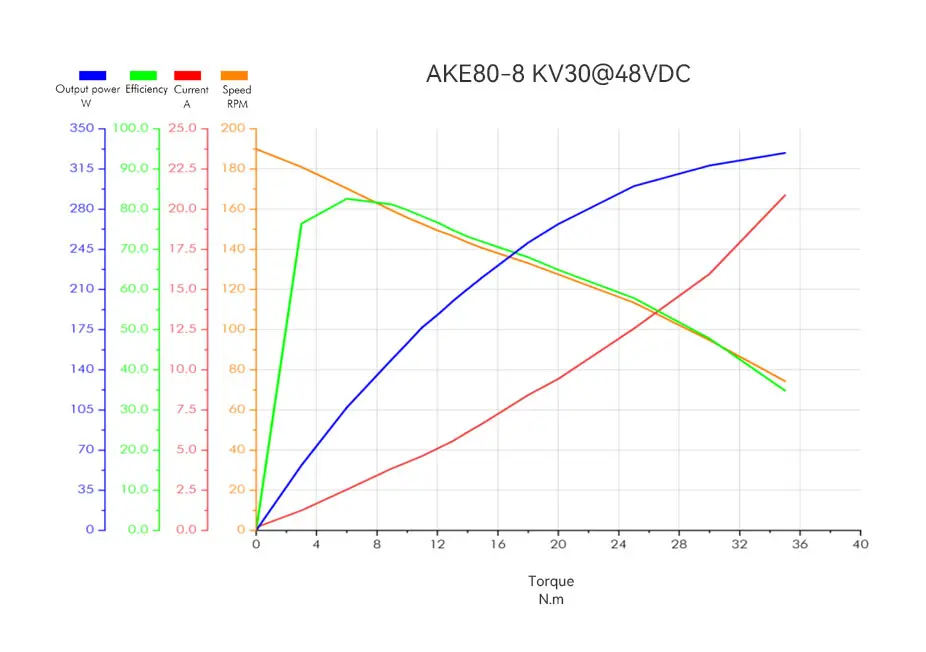 AKE80-8 KV30@48VDC
Output power Efficiency Current Speed
W A RPM
350 100.0 25.0 200
315 90.0 22.5 180
280 80.0 20.0 160
245 70.0 17.5 140
210 60.0 15.0 120
175 50.0 12.5 100
140 40.0 10.0 80
105 30.0 7.5 60
70 20.0 5.0 40
35 10.0 2.5 20
0 0.0 0.0 0
0 4 8 12 16 20 24 28 32 36 40
Torque
N.m